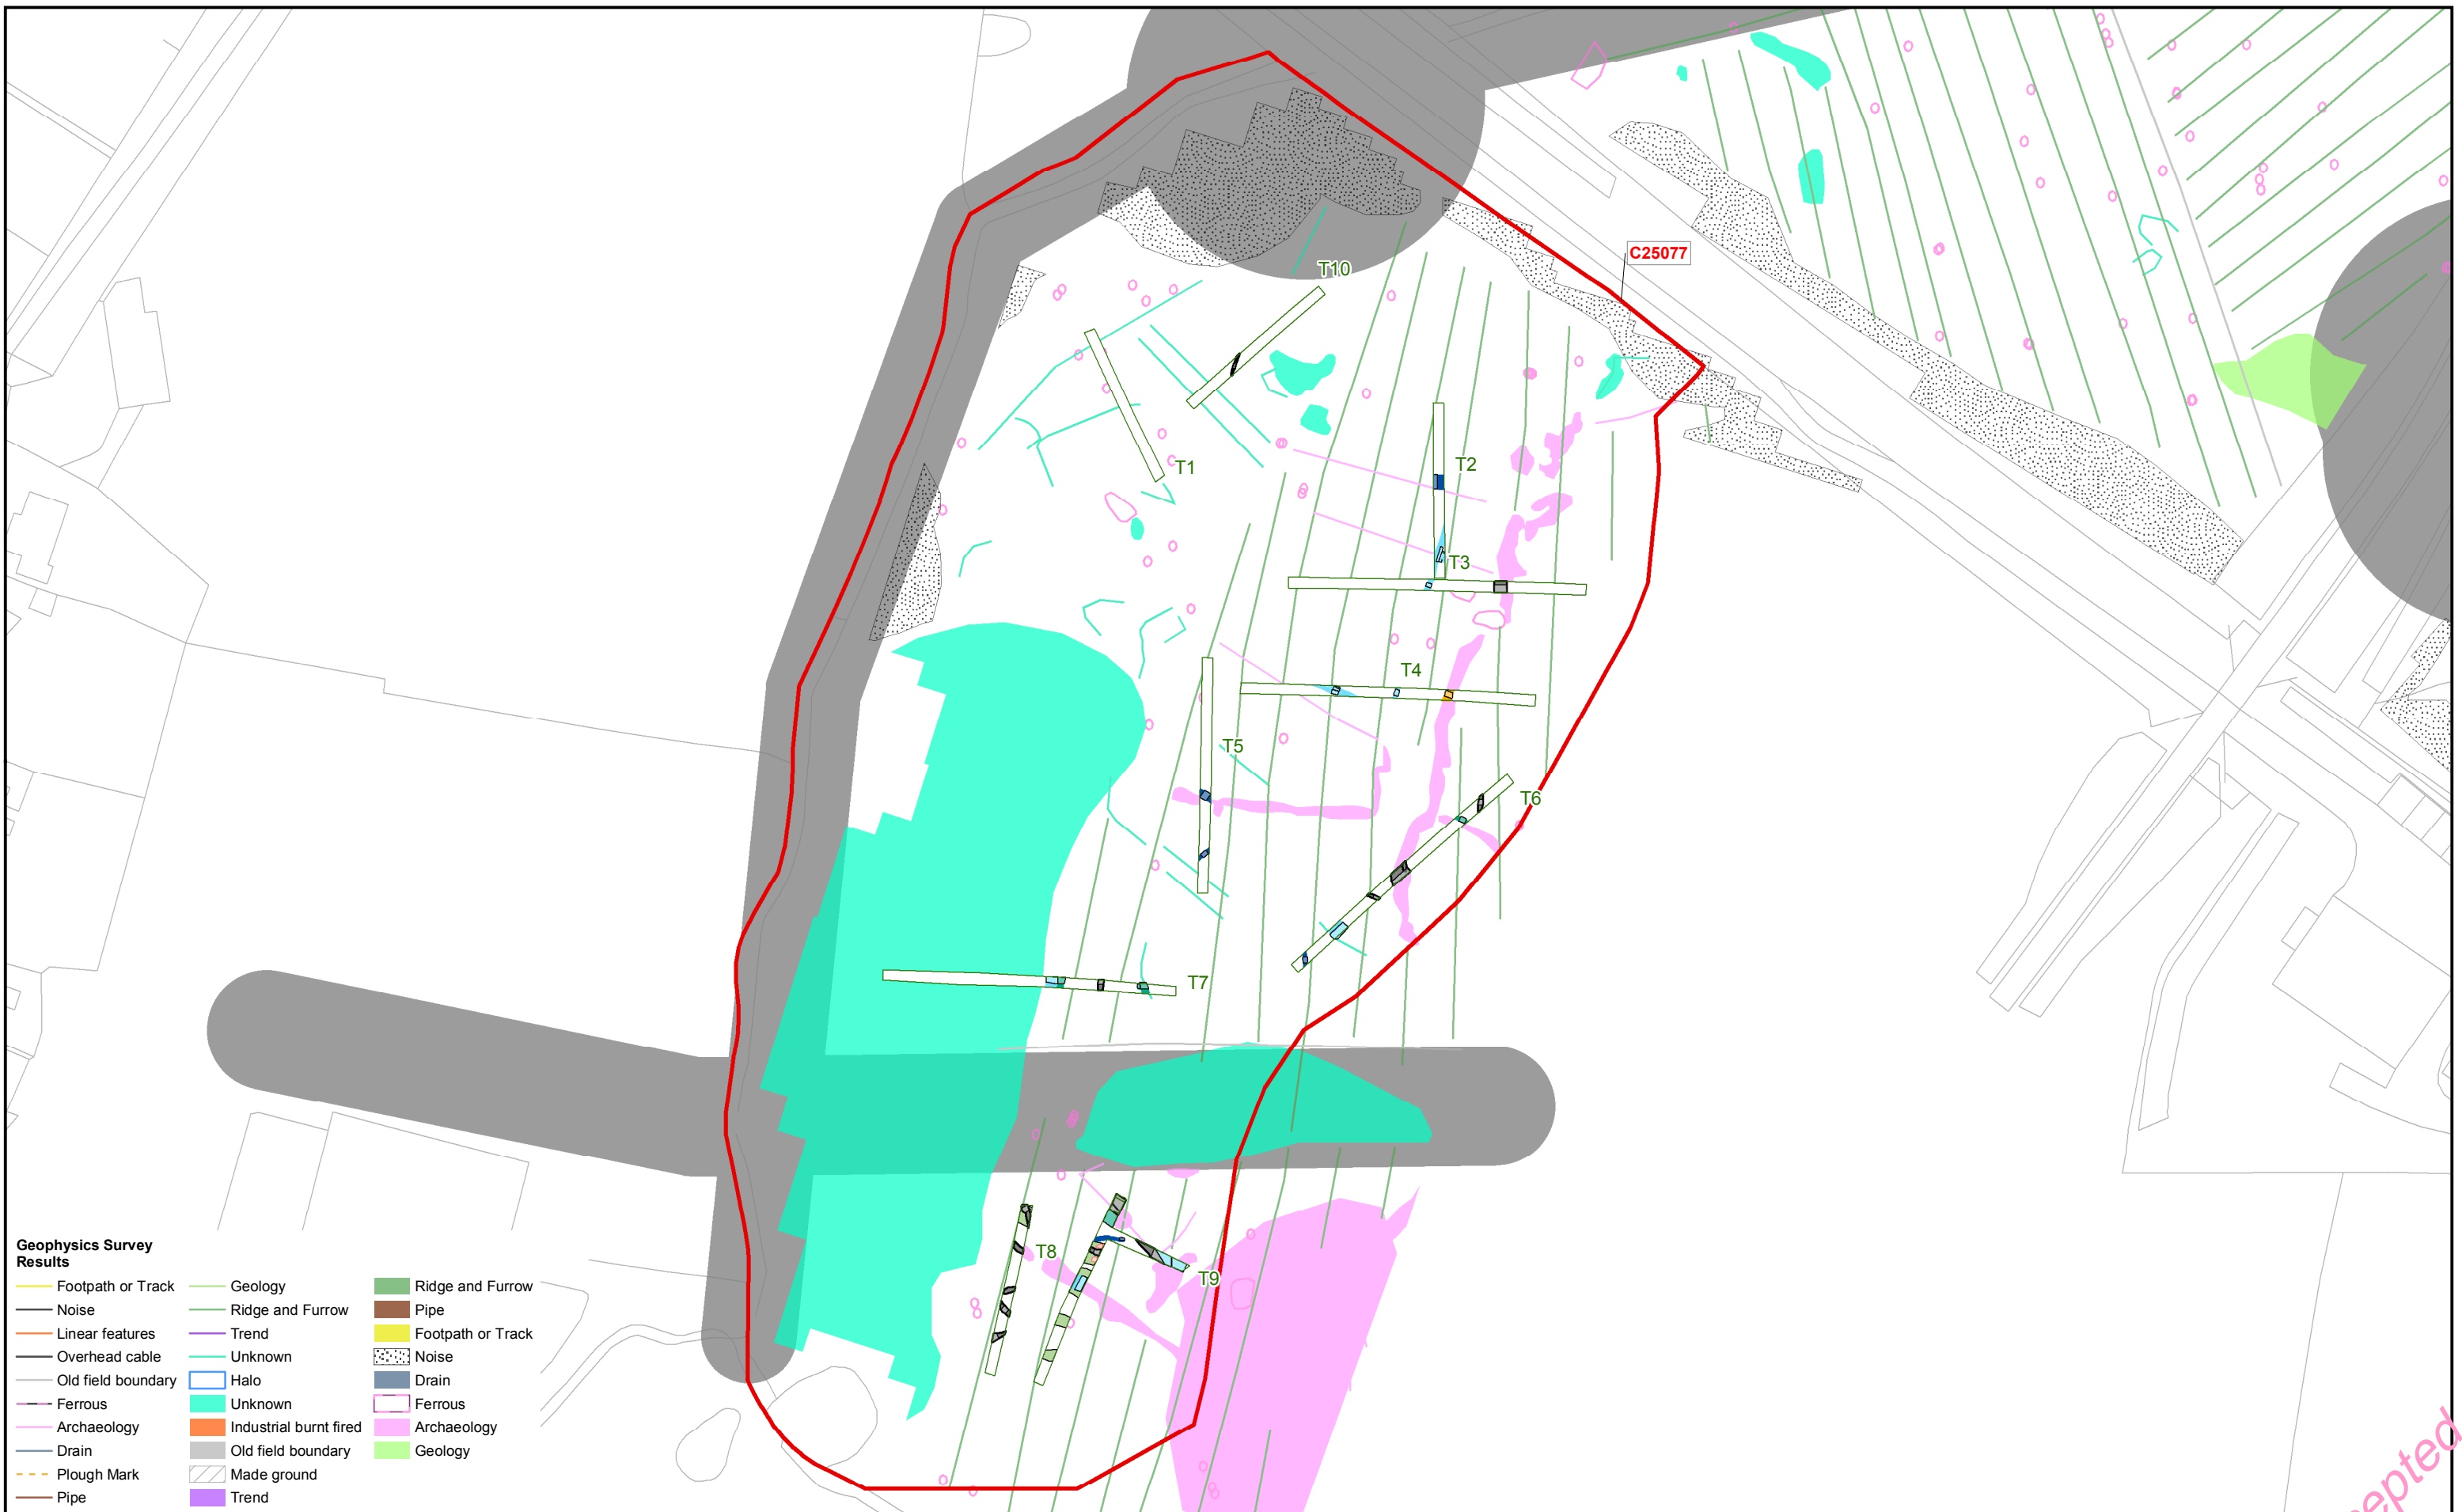 C25077
T10
T1
T2
T3
T4
T5
T6
T7
T8
T9
Geophysics Survey
Results
Footpath or Track
Noise
Linear features
Overhead cable
Old field boundary
Ferrous
Archaeology
Drain
Plough Mark
Pipe
Geology
Ridge and Furrow
Trend
Unknown
Halo
Unknown
Industrial burnt fired
Old field boundary
Made ground
Trend
Ridge and Furrow
Pipe
Footpath or Track
Noise
Drain
Ferrous
Archaeology
Geology